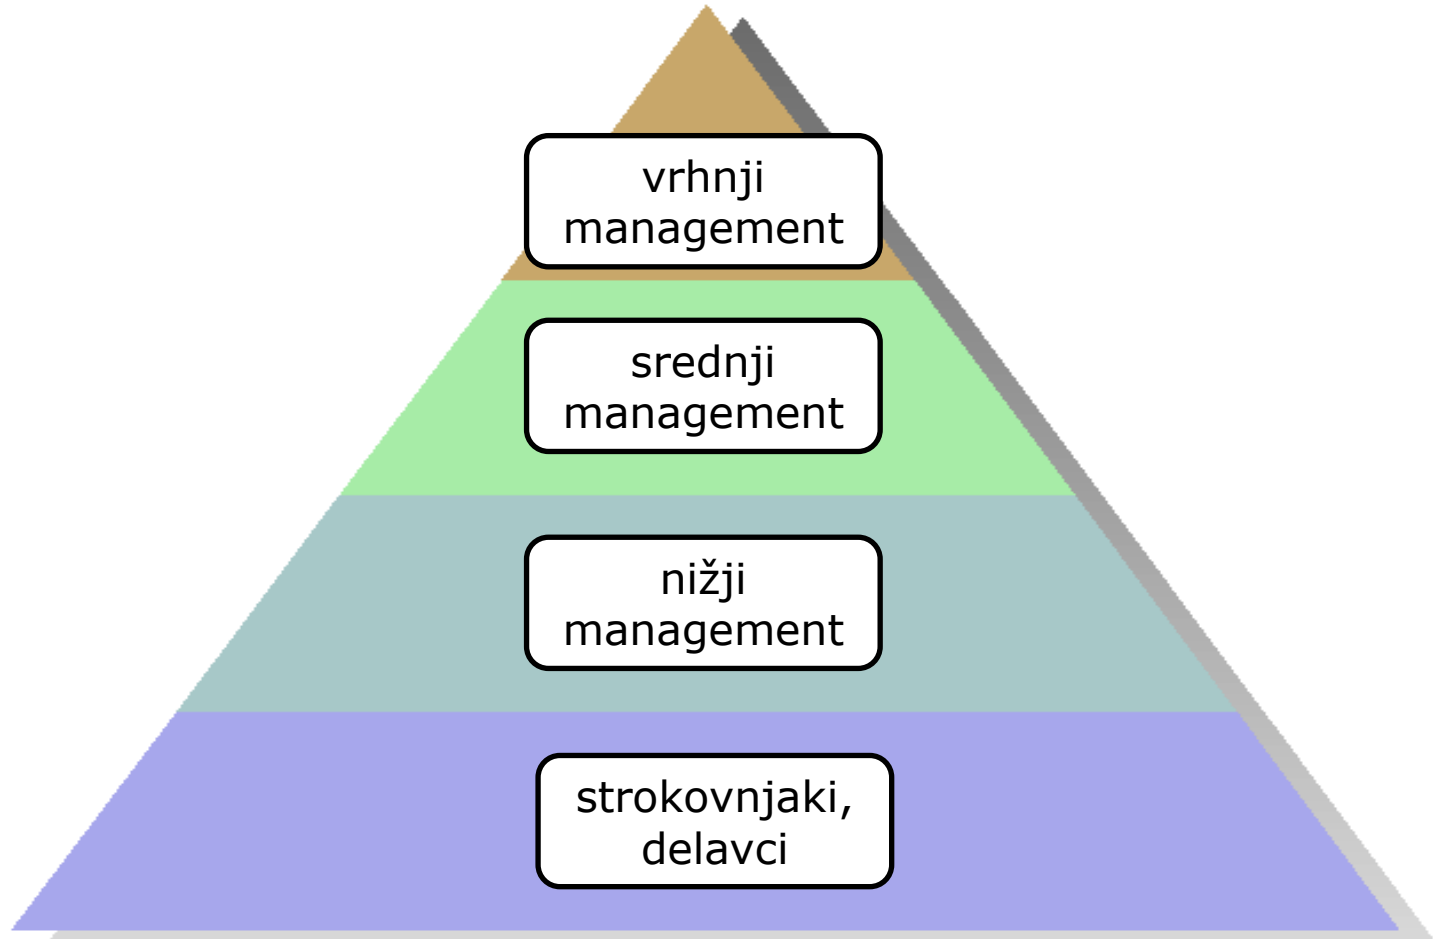 vrhnji
management
srednji
management
nižji
management
strokovnjaki,
delavci